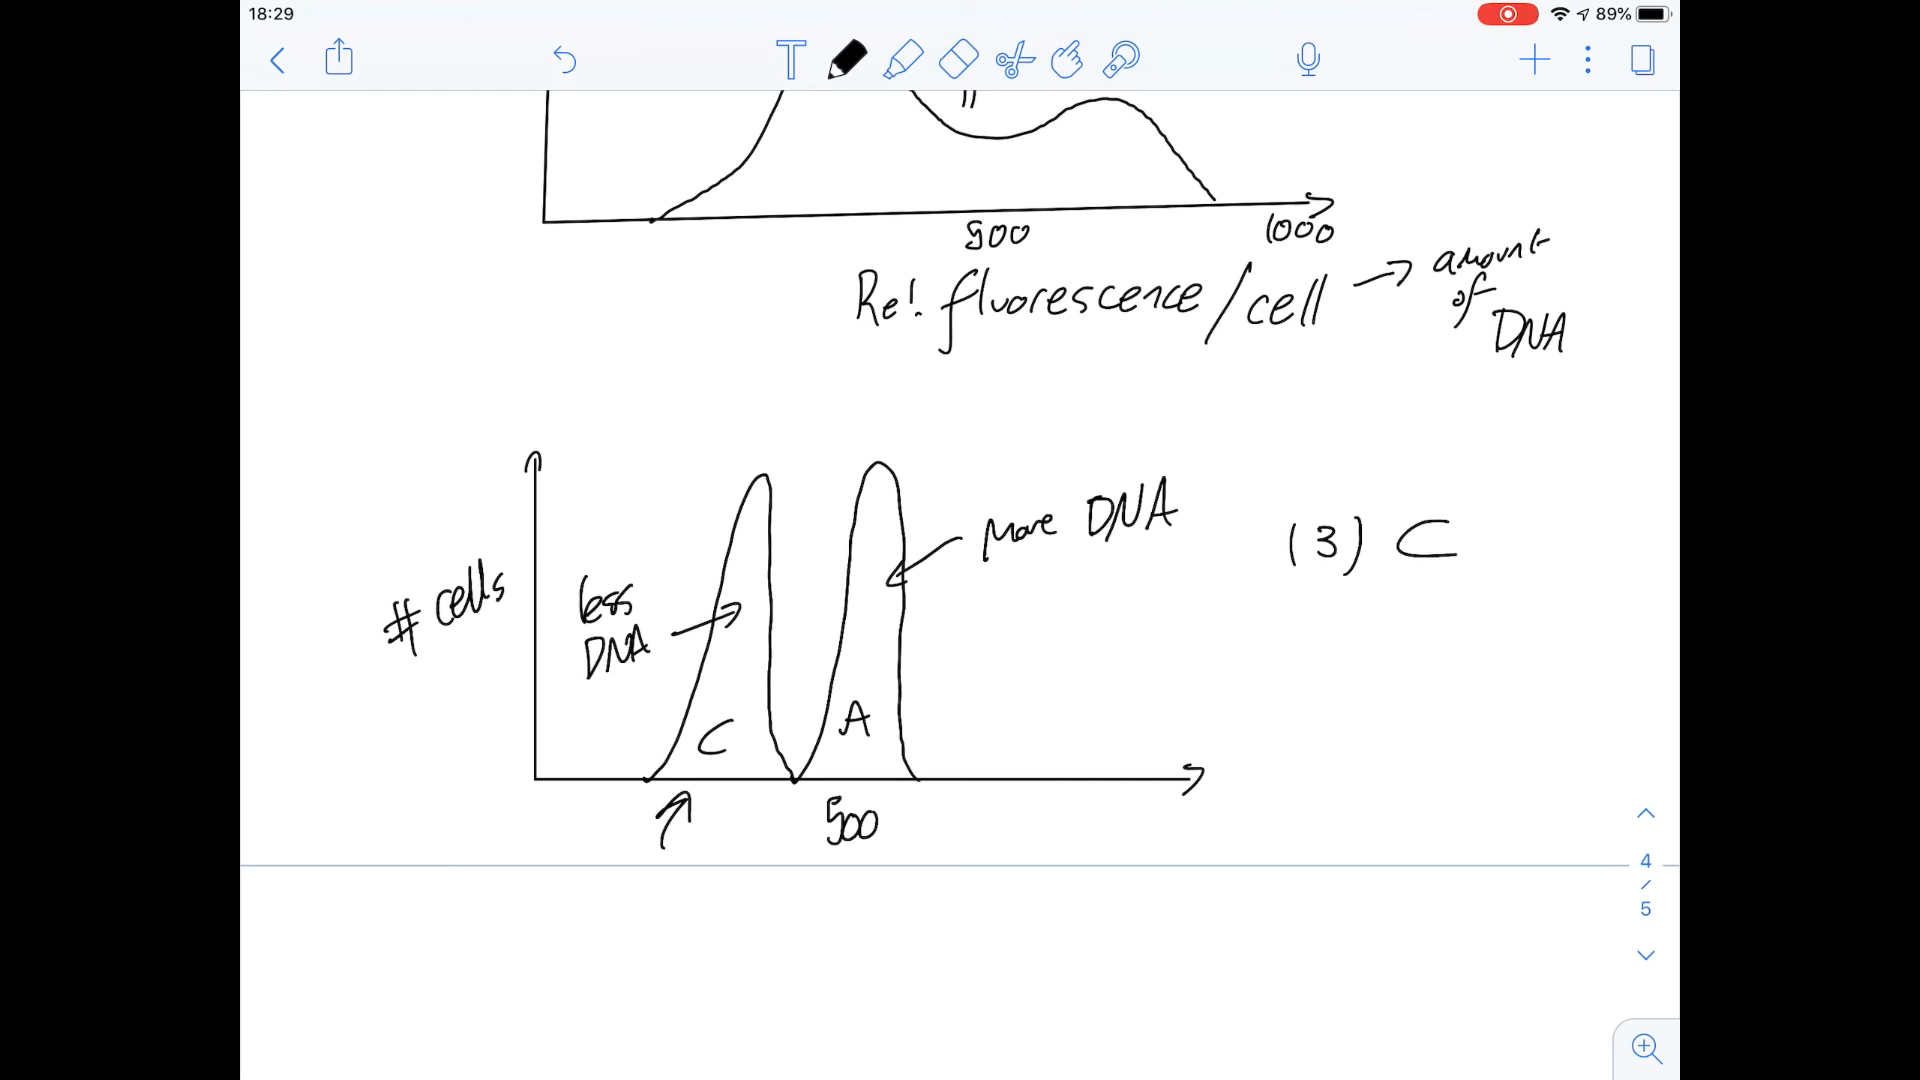 18:29
89%
T
500
1000
Rel. fluorescence/cell → amount
of
DNA
# cells
less
DNA
More DNA
(3) C
C
A
500
4
/
5